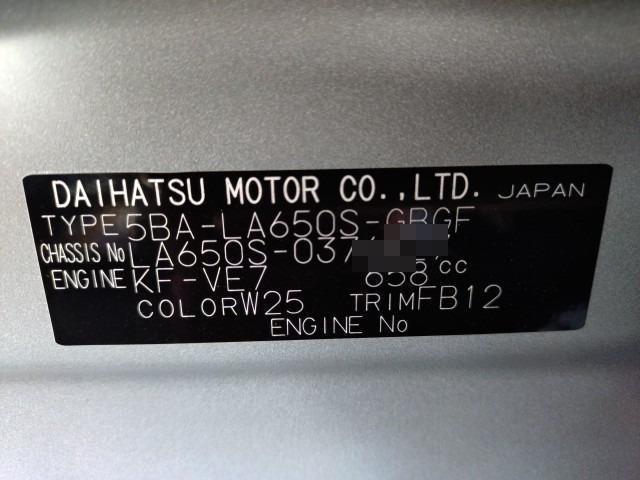 DAIHATSU MOTOR CO.,LTD. JAPAN
TYPE 5BA-LA650S-GBGF
CHASSIS No LA650S-037
ENGINE KF-VE7 658 cc
COLOR W25 TRIM FB12
ENGINE No